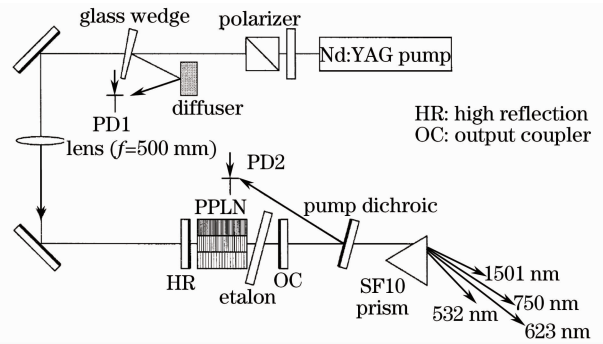 glass wedge
polarizer
Nd:YAG pump
diffuser
PD1
HR: high reflection
OC: output coupler
lens (f=500 mm)
PD2
PPLN
pump dichroic
HR
OC
etalon
SF10
prism
1501 nm
750 nm
532 nm
623 nm